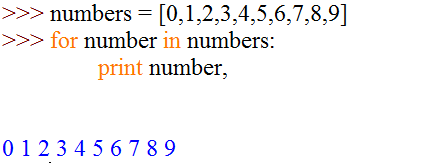 >>> numbers = [0,1,2,3,4,5,6,7,8,9]
>>> for number in numbers:
print number,
0 1 2 3 4 5 6 7 8 9